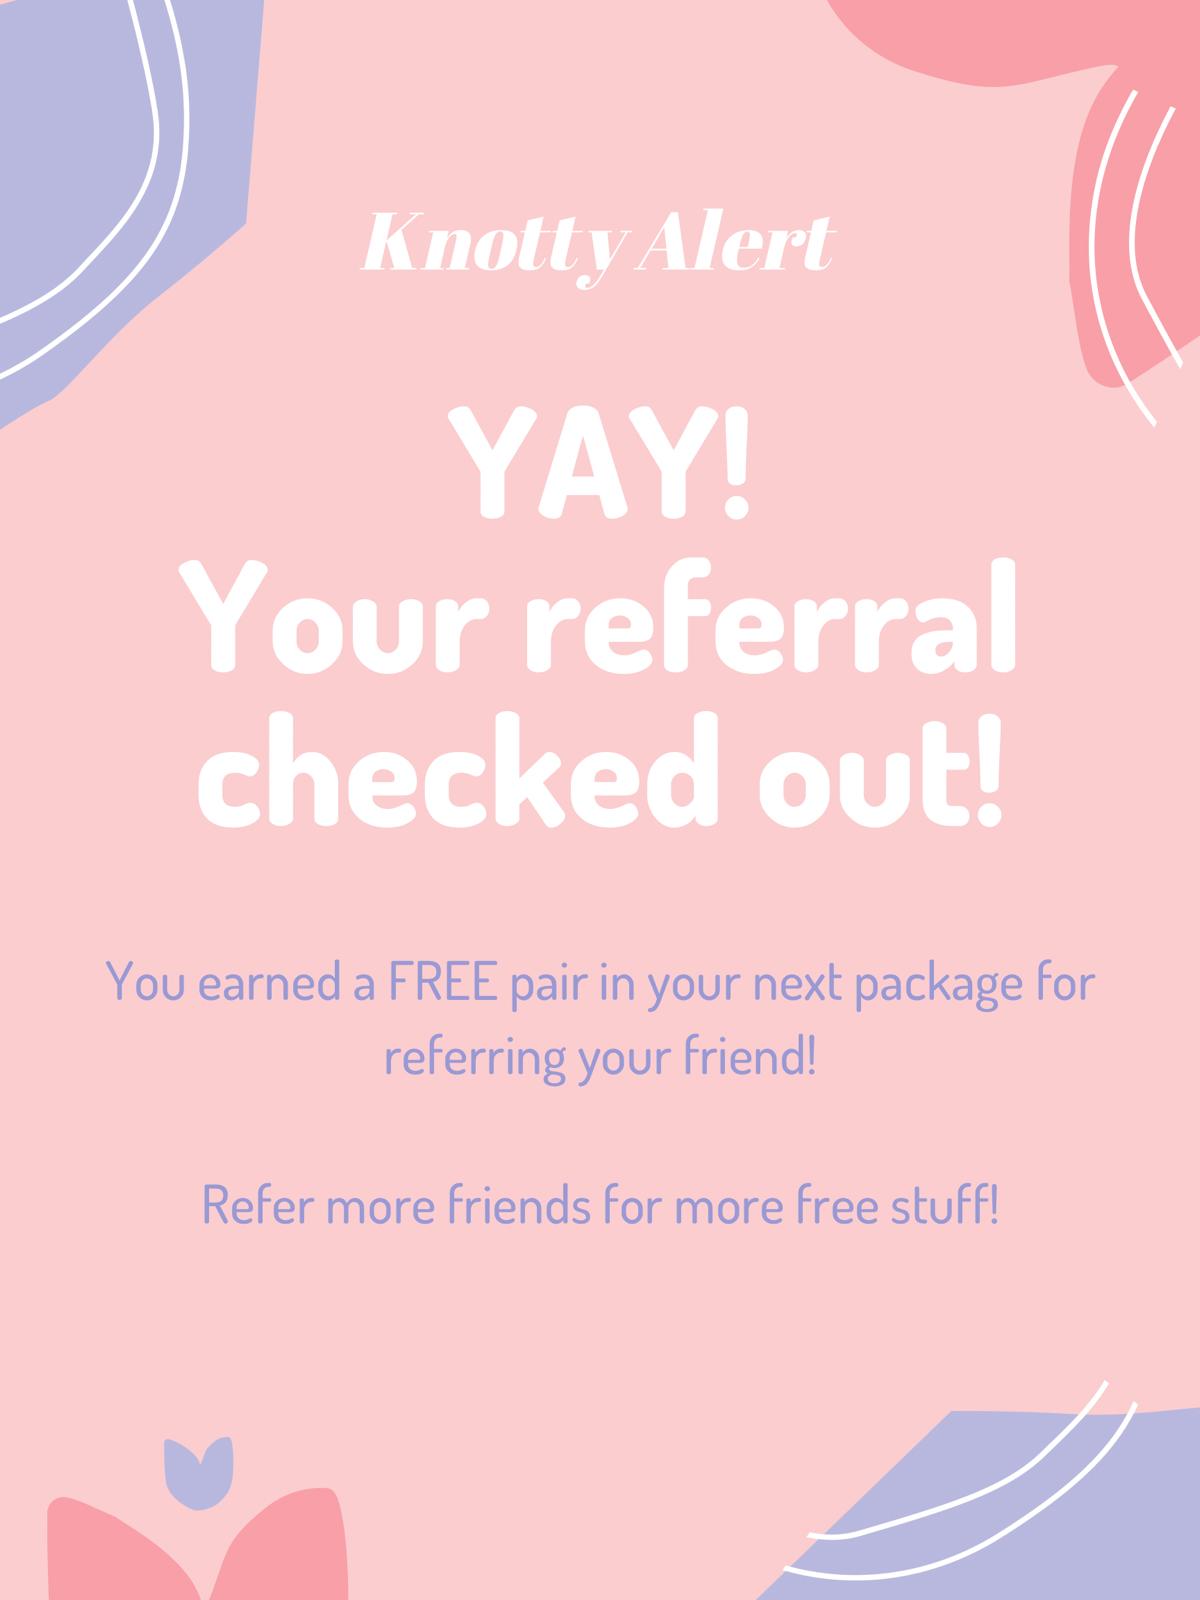 Knotty Alert
YAY!
Your referral
checked out!
You earned a FREE pair in your next package for
referring your friend!
Refer more friends for more free stuff!